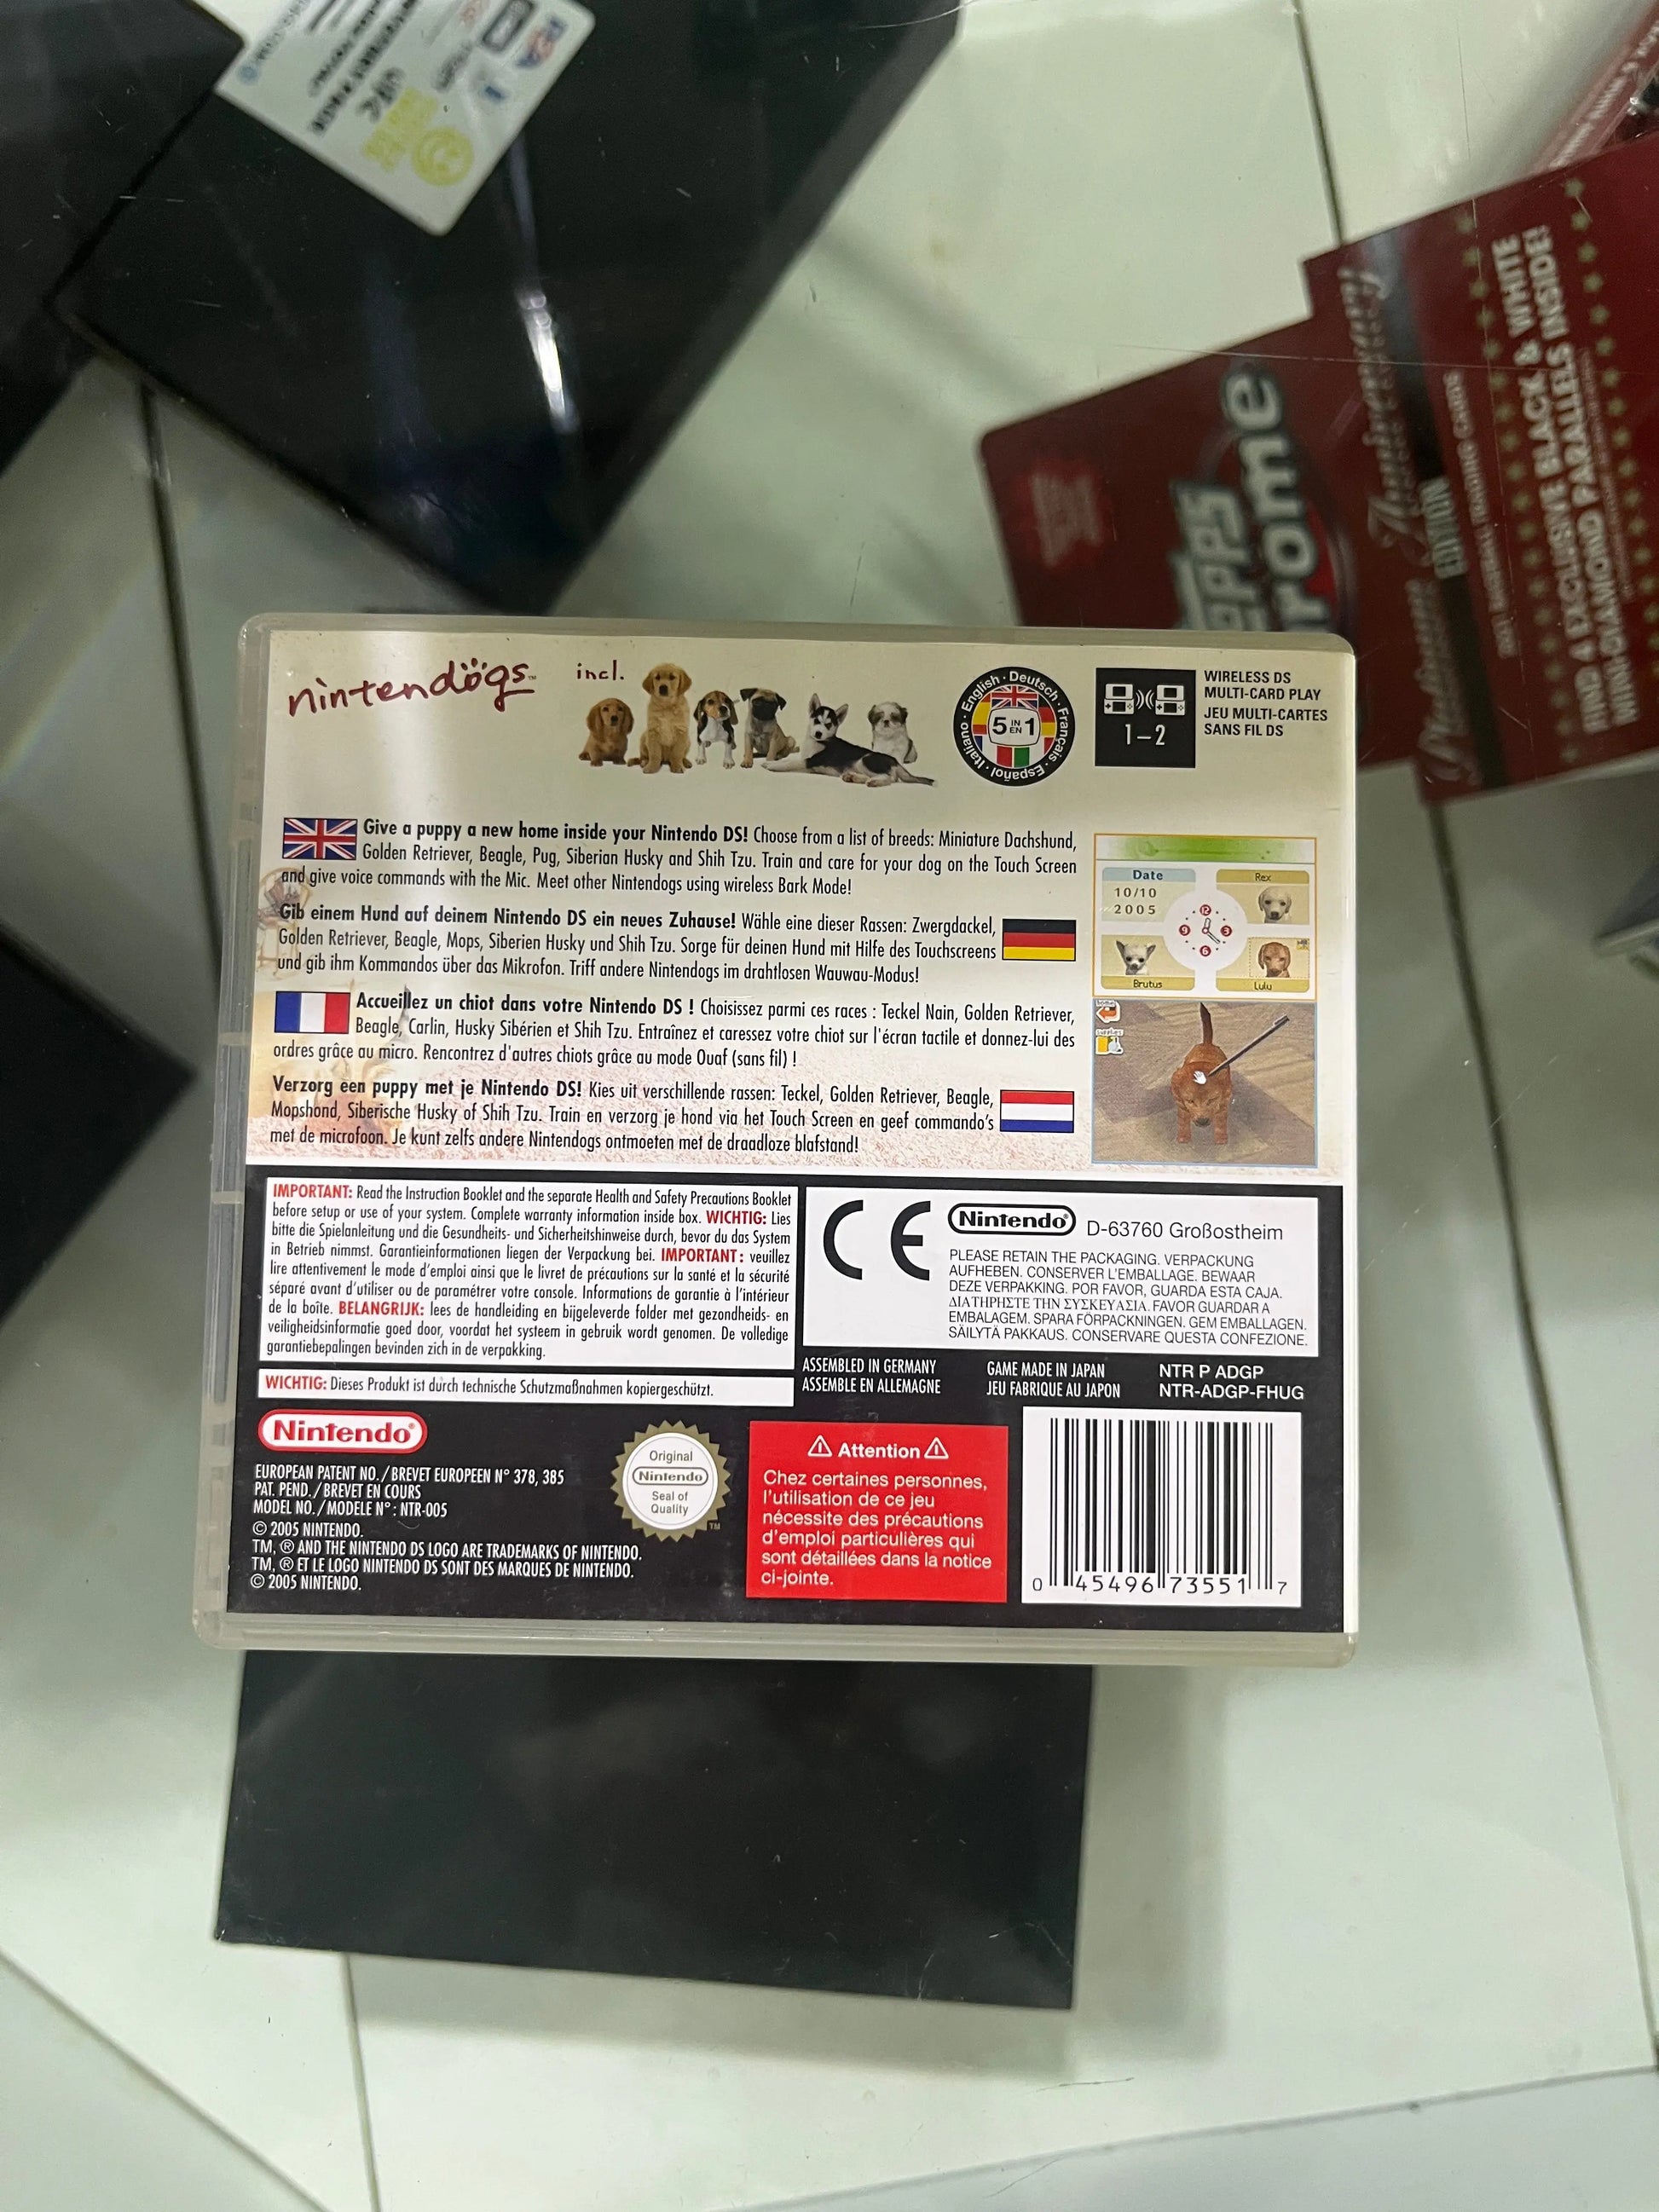 PSA
UFC
PPS
rome
Platinum Anniversary
EDITION
FIND 4 EXCLUSIVE BLACK & WHITE
MINI-DIAMOND PARALLELS INSIDE!
nintendögs™
incl.
English · Deutsch · Français · Español · Italiano ·
5 IN EN 1
1–2
WIRELESS DS
MULTI-CARD PLAY
JEU MULTI-CARTES
SANS FIL DS
Give a puppy a new home inside your Nintendo DS! Choose from a list of breeds: Miniature Dachshund,
Golden Retriever, Beagle, Pug, Siberian Husky and Shih Tzu. Train and care for your dog on the Touch Screen
and give voice commands with the Mic. Meet other Nintendogs using wireless Bark Mode!
Gib einem Hund auf deinem Nintendo DS ein neues Zuhause! Wähle eine dieser Rassen: Zwergdackel,
Golden Retriever, Beagle, Mops, Siberien Husky und Shih Tzu. Sorge für deinen Hund mit Hilfe des Touchscreens
und gib ihm Kommandos über das Mikrofon. Triff andere Nintendogs im drahtlosen Wauwau-Modus!
Accueillez un chiot dans votre Nintendo DS ! Choisissez parmi ces races : Teckel Nain, Golden Retriever,
Beagle, Carlin, Husky Sibérien et Shih Tzu. Entraînez et caressez votre chiot sur l'écran tactile et donnez-lui des
ordres grâce au micro. Rencontrez d'autres chiots grâce au mode Ouaf (sans fil) !
Verzorg een puppy met je Nintendo DS! Kies uit verschillende rassen: Teckel, Golden Retriever, Beagle,
Mopshond, Siberische Husky of Shih Tzu. Train en verzorg je hond via het Touch Screen en geef commando's
met de microfoon. Je kunt zelfs andere Nintendogs ontmoeten met de draadloze blafstand!
Date
10/10
2005
Rex
12
9
3
6
Brutus
Lulu
home
supplies
IMPORTANT: Read the Instruction Booklet and the separate Health and Safety Precautions Booklet
before setup or use of your system. Complete warranty information inside box. WICHTIG: Lies
bitte die Spielanleitung und die Gesundheits- und Sicherheitshinweise durch, bevor du das System
in Betrieb nimmst. Garantieinformationen liegen der Verpackung bei. IMPORTANT : veuillez
lire attentivement le mode d'emploi ainsi que le livret de précautions sur la santé et la sécurité
séparé avant d'utiliser ou de paramétrer votre console. Informations de garantie à l'intérieur
de la boîte. BELANGRIJK: lees de handleiding en bijgeleverde folder met gezondheids- en
veiligheidsinformatie goed door, voordat het systeem in gebruik wordt genomen. De volledige
garantiebepalingen bevinden zich in de verpakking.
WICHTIG: Dieses Produkt ist durch technische Schutzmaßnahmen kopiergeschützt.
CE
Nintendo® D-63760 Großostheim
PLEASE RETAIN THE PACKAGING. VERPACKUNG
AUFHEBEN. CONSERVER L'EMBALLAGE. BEWAAR
DEZE VERPAKKING. POR FAVOR, GUARDA ESTA CAJA.
ΔΙΑΤΗΡΗΣΤΕ ΤΗΝ ΣΥΣΚΕΥΑΣΙΑ. FAVOR GUARDAR A
EMBALAGEM. SPARA FÖRPACKNINGEN. GEM EMBALLAGEN.
SÄILYTÄ PAKKAUS. CONSERVARE QUESTA CONFEZIONE.
ASSEMBLED IN GERMANY
ASSEMBLE EN ALLEMAGNE
GAME MADE IN JAPAN
JEU FABRIQUE AU JAPON
NTR P ADGP
NTR-ADGP-FHUG
Nintendo®
EUROPEAN PATENT NO. / BREVET EUROPEEN N° 378, 385
PAT. PEND. / BREVET EN COURS
MODEL NO. / MODELE N° : NTR-005
© 2005 NINTENDO.
TM, ® AND THE NINTENDO DS LOGO ARE TRADEMARKS OF NINTENDO.
TM, ® ET LE LOGO NINTENDO DS SONT DES MARQUES DE NINTENDO.
© 2005 NINTENDO.
Original
Nintendo
Seal of
Quality
TM
⚠ Attention ⚠
Chez certaines personnes,
l'utilisation de ce jeu
nécessite des précautions
d'emploi particulières qui
sont détaillées dans la notice
ci-jointe.
0 45496 73551 7